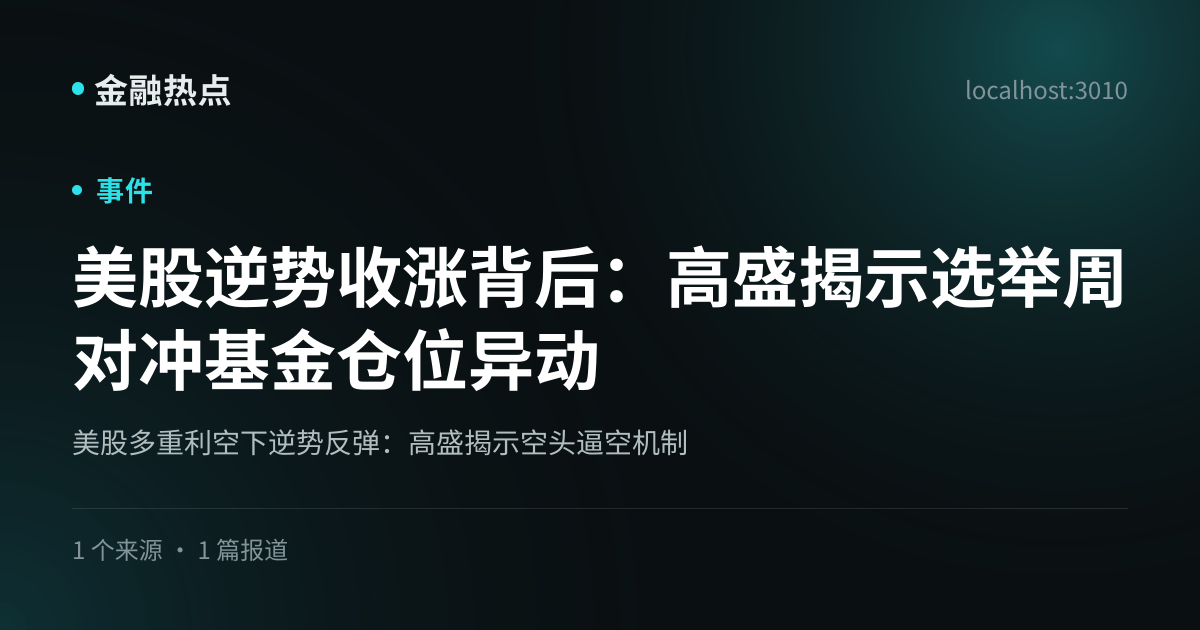 金融热点
localhost:3010
事件
美股逆势收涨背后：高盛揭示选举周
对冲基金仓位异动
美股多重利空下逆势反弹：高盛揭示空头逼空机制
1 个来源 · 1 篇报道